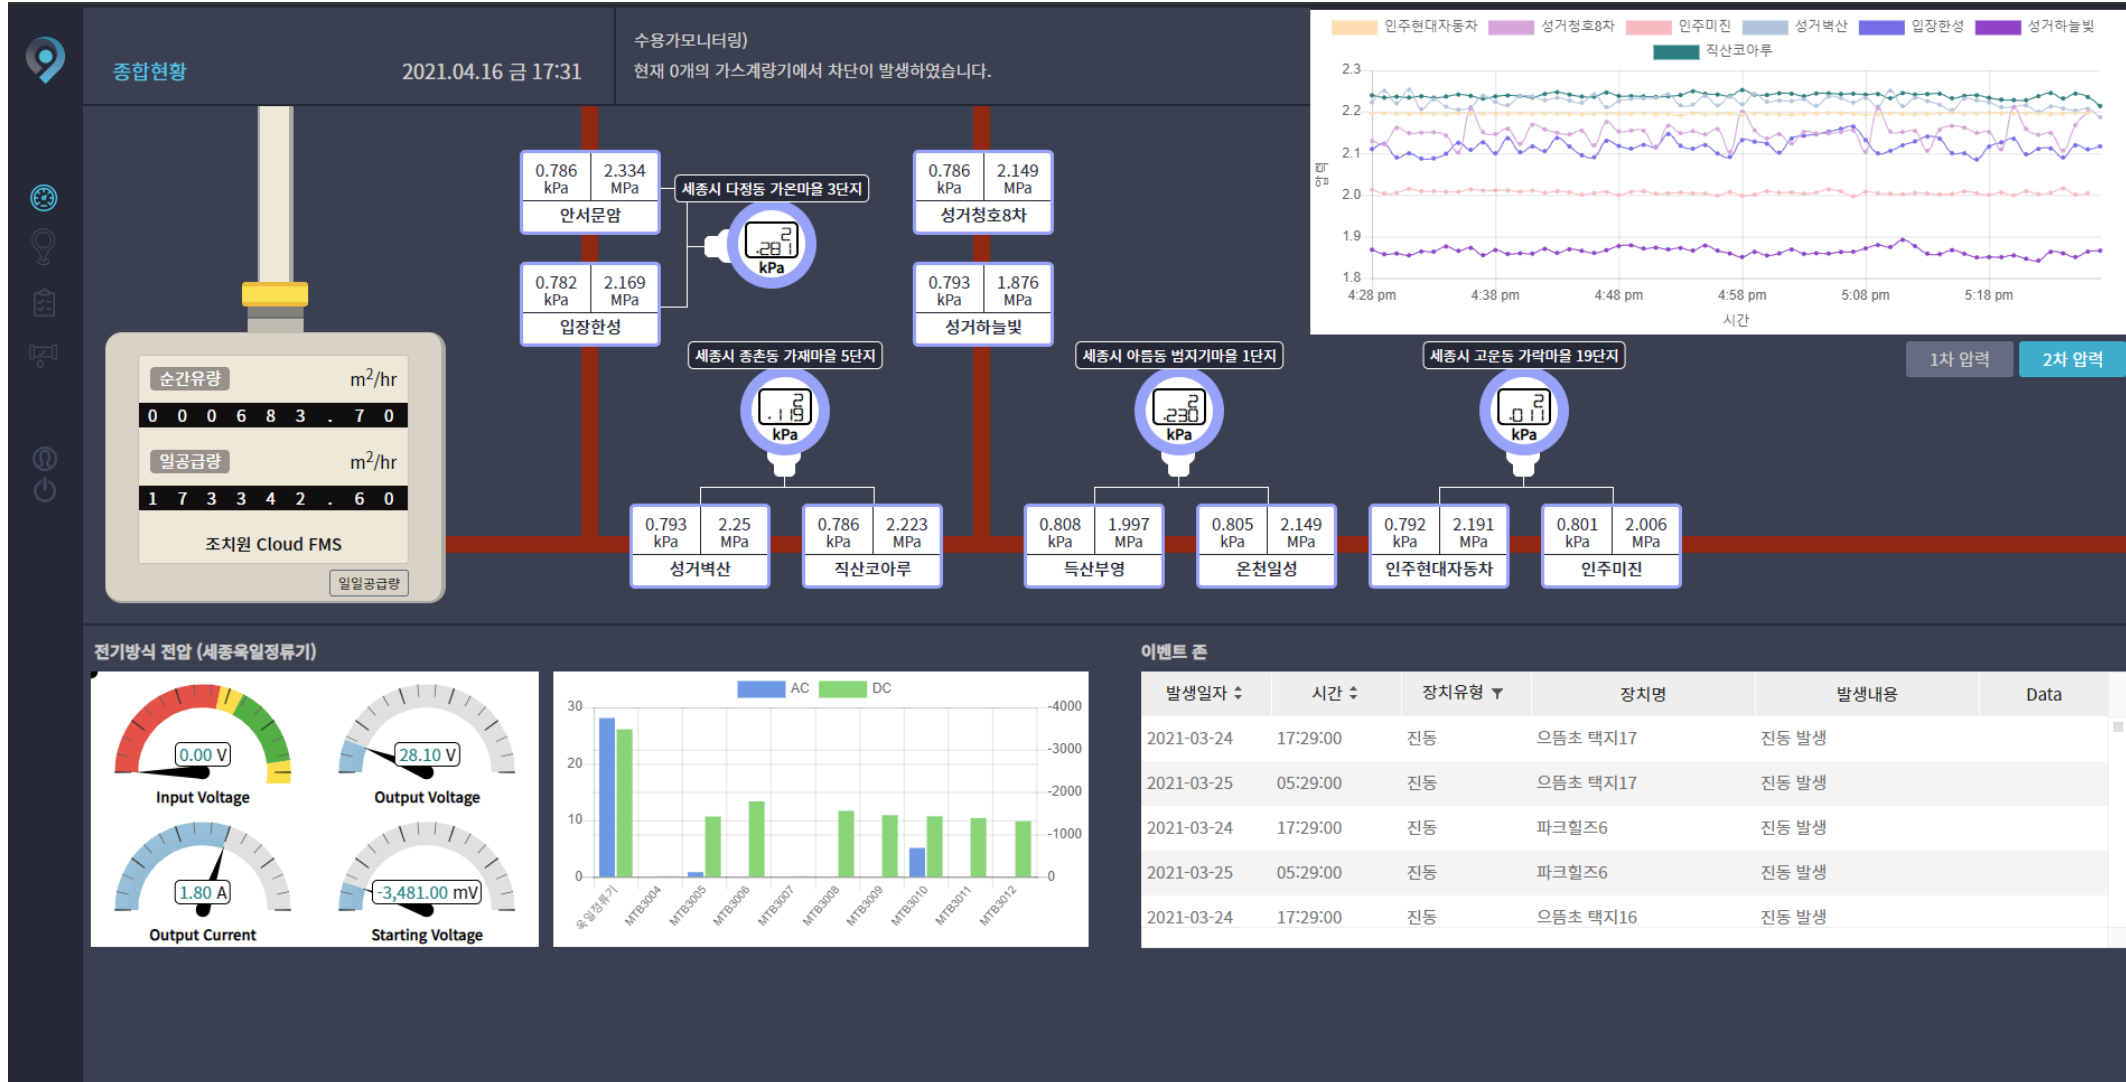 종합현황
2021.04.16 금 17:31
수용가모니터링)
현재 0개의 가스계량기에서 차단이 발생하였습니다.
인주현대자동차 성거청호8차 인주미진 성거벽산 입장한성 성거하늘빛
직산코아루
2.3
2.2
2.1
2.0
1.9
1.8
압력
4:28 pm 4:38 pm 4:48 pm 4:58 pm 5:08 pm 5:18 pm
시간
1차 압력 2차 압력
0.786 kPa 2.334 MPa
안서문암
0.782 kPa 2.169 MPa
입장한성
세종시 다정동 가온마을 3단지
2
.281
kPa
0.786 kPa 2.149 MPa
성거청호8차
0.793 kPa 1.876 MPa
성거하늘빛
순간유량 m2/hr
000683.70
일공급량 m2/hr
173342.60
조치원 Cloud FMS
일일공급량
세종시 종촌동 가재마을 5단지
2
.119
kPa
세종시 아름동 범지기마을 1단지
2
.230
kPa
세종시 고운동 가락마을 19단지
2
.011
kPa
0.793 kPa 2.25 MPa
성거벽산
0.786 kPa 2.223 MPa
직산코아루
0.808 kPa 1.997 MPa
득산부영
0.805 kPa 2.149 MPa
온천일성
0.792 kPa 2.191 MPa
인주현대자동차
0.801 kPa 2.006 MPa
인주미진
전기방식 전압 (세종욱일정류기)
0.00 V
Input Voltage
28.10 V
Output Voltage
1.80 A
Output Current
-3,481.00 mV
Starting Voltage
AC DC
30 -4000
-3000
20
-2000
10
-1000
0 0
욱일정류기 MTB3004 MTB3005 MTB3006 MTB3007 MTB3008 MTB3009 MTB3010 MTB3011 MTB3012
이벤트 존
발생일자 시간 장치유형 장치명 발생내용 Data
2021-03-24 17:29:00 진동 으뜸초 택지17 진동 발생
2021-03-25 05:29:00 진동 으뜸초 택지17 진동 발생
2021-03-24 17:29:00 진동 파크힐즈6 진동 발생
2021-03-25 05:29:00 진동 파크힐즈6 진동 발생
2021-03-24 17:29:00 진동 으뜸초 택지16 진동 발생